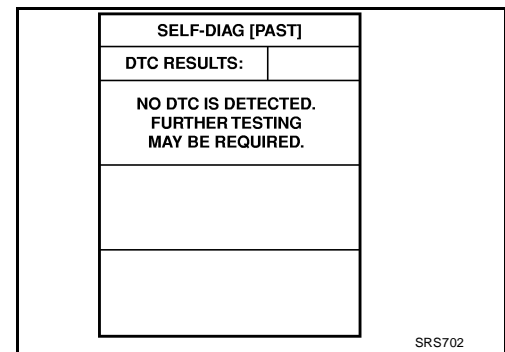 SELF-DIAG [PAST]
DTC RESULTS:
NO DTC IS DETECTED.
FURTHER TESTING
MAY BE REQUIRED.
SRS702